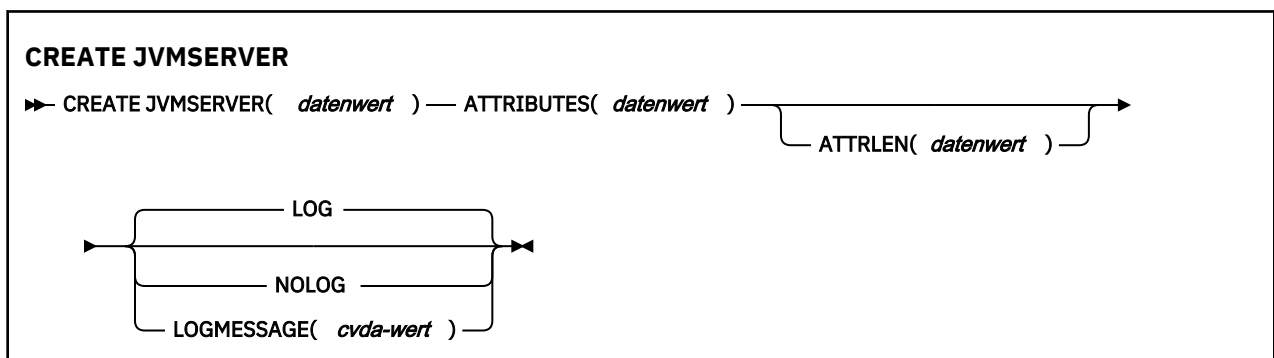 CREATE JVMSERVER
CREATE JVMSERVER( datenwert ) ATTRIBUTES( datenwert )
ATTRLEN( datenwert )
LOG
NOLOG
LOGMESSAGE( cvda-wert )